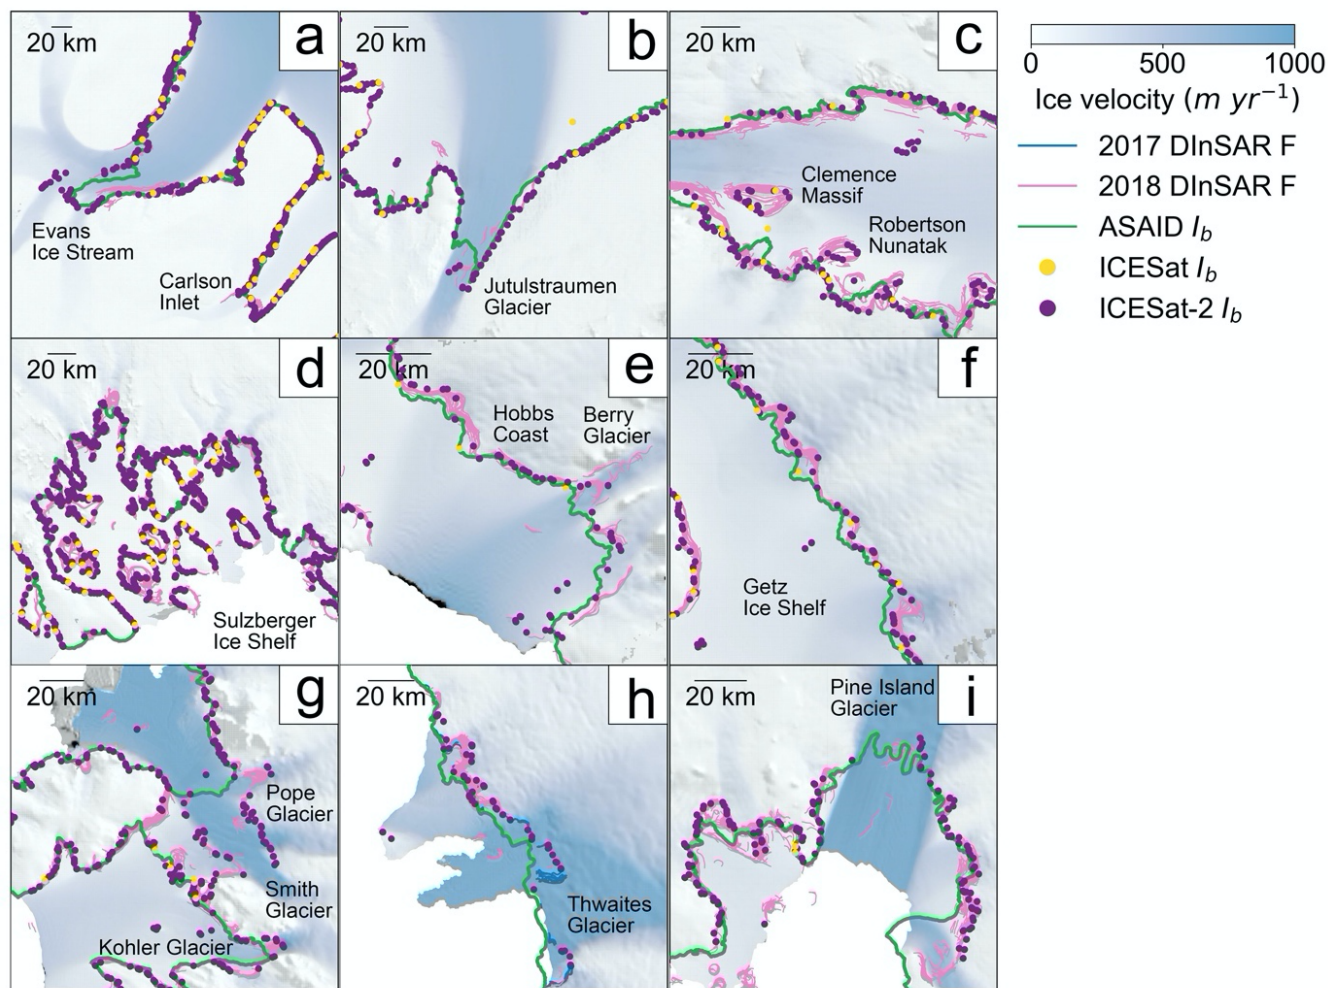 20 km
a
Evans
Ice Stream
Carlson
Inlet
20 km
b
Jutulstraumen
Glacier
20 km
c
Clemence
Massif
Robertson
Nunatak
20 km
d
Sulzberger
Ice Shelf
20 km
e
Hobbs
Coast
Berry
Glacier
20 km
f
Getz
Ice Shelf
20 km
g
Pope
Glacier
Smith
Glacier
Kohler Glacier
20 km
h
Thwaites
Glacier
20 km
i
Pine Island
Glacier
0 500 1000
Ice velocity (m yr⁻¹)
2017 DInSAR F
2018 DInSAR F
ASAID I_b
ICESat I_b
ICESat-2 I_b